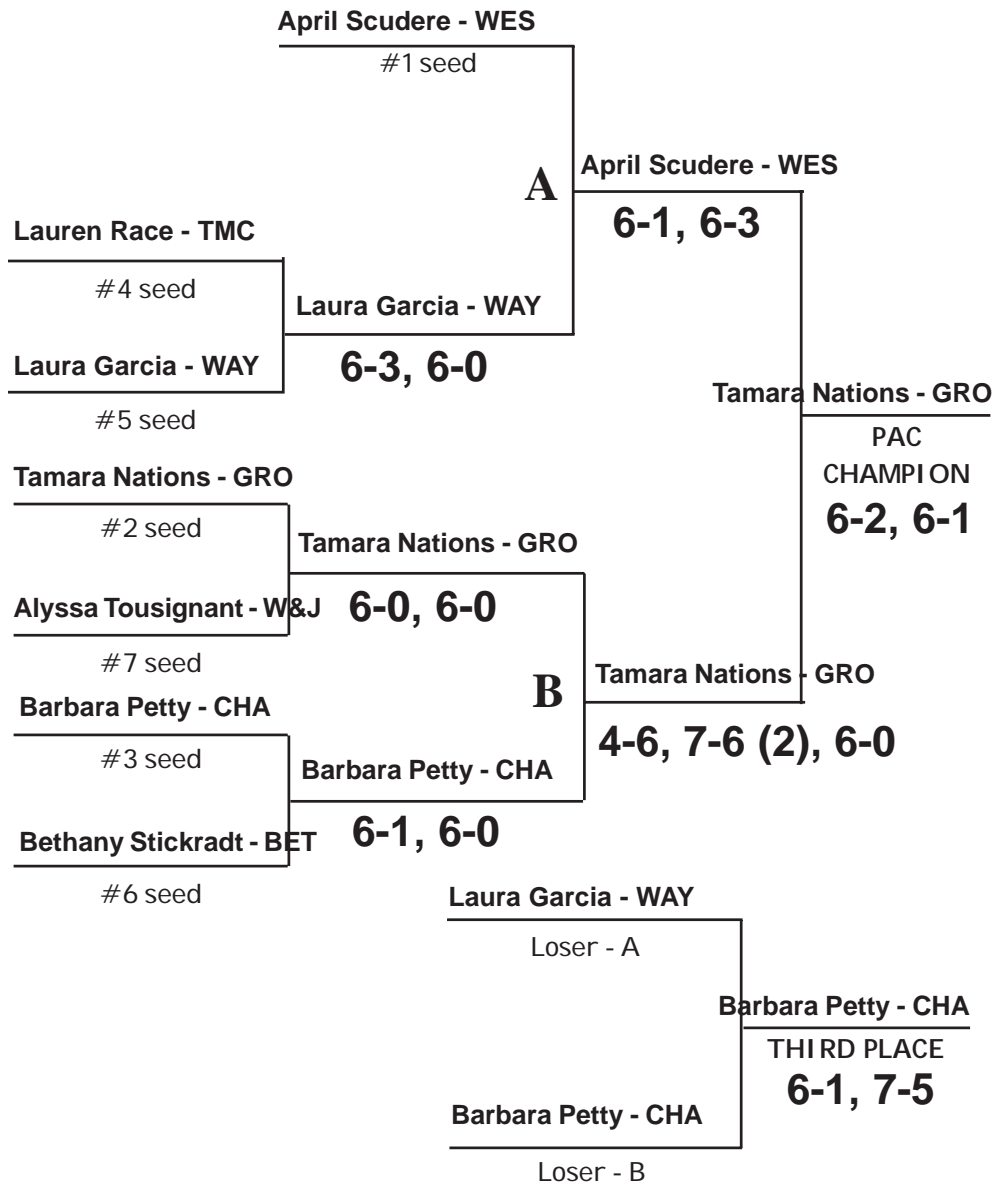 April Scudere - WES
#1 seed
A
April Scudere - WES
6-1, 6-3
Lauren Race - TMC
#4 seed
Laura Garcia - WAY
6-3, 6-0
Laura Garcia - WAY
#5 seed
Tamara Nations - GRO
PAC
CHAMPION
6-2, 6-1
Tamara Nations - GRO
#2 seed
Tamara Nations - GRO
6-0, 6-0
Alyssa Tousignant - W&J
#7 seed
B
Tamara Nations - GRO
4-6, 7-6 (2), 6-0
Barbara Petty - CHA
#3 seed
Barbara Petty - CHA
6-1, 6-0
Bethany Stickradt - BET
#6 seed
Laura Garcia - WAY
Loser - A
Barbara Petty - CHA
THIRD PLACE
6-1, 7-5
Barbara Petty - CHA
Loser - B